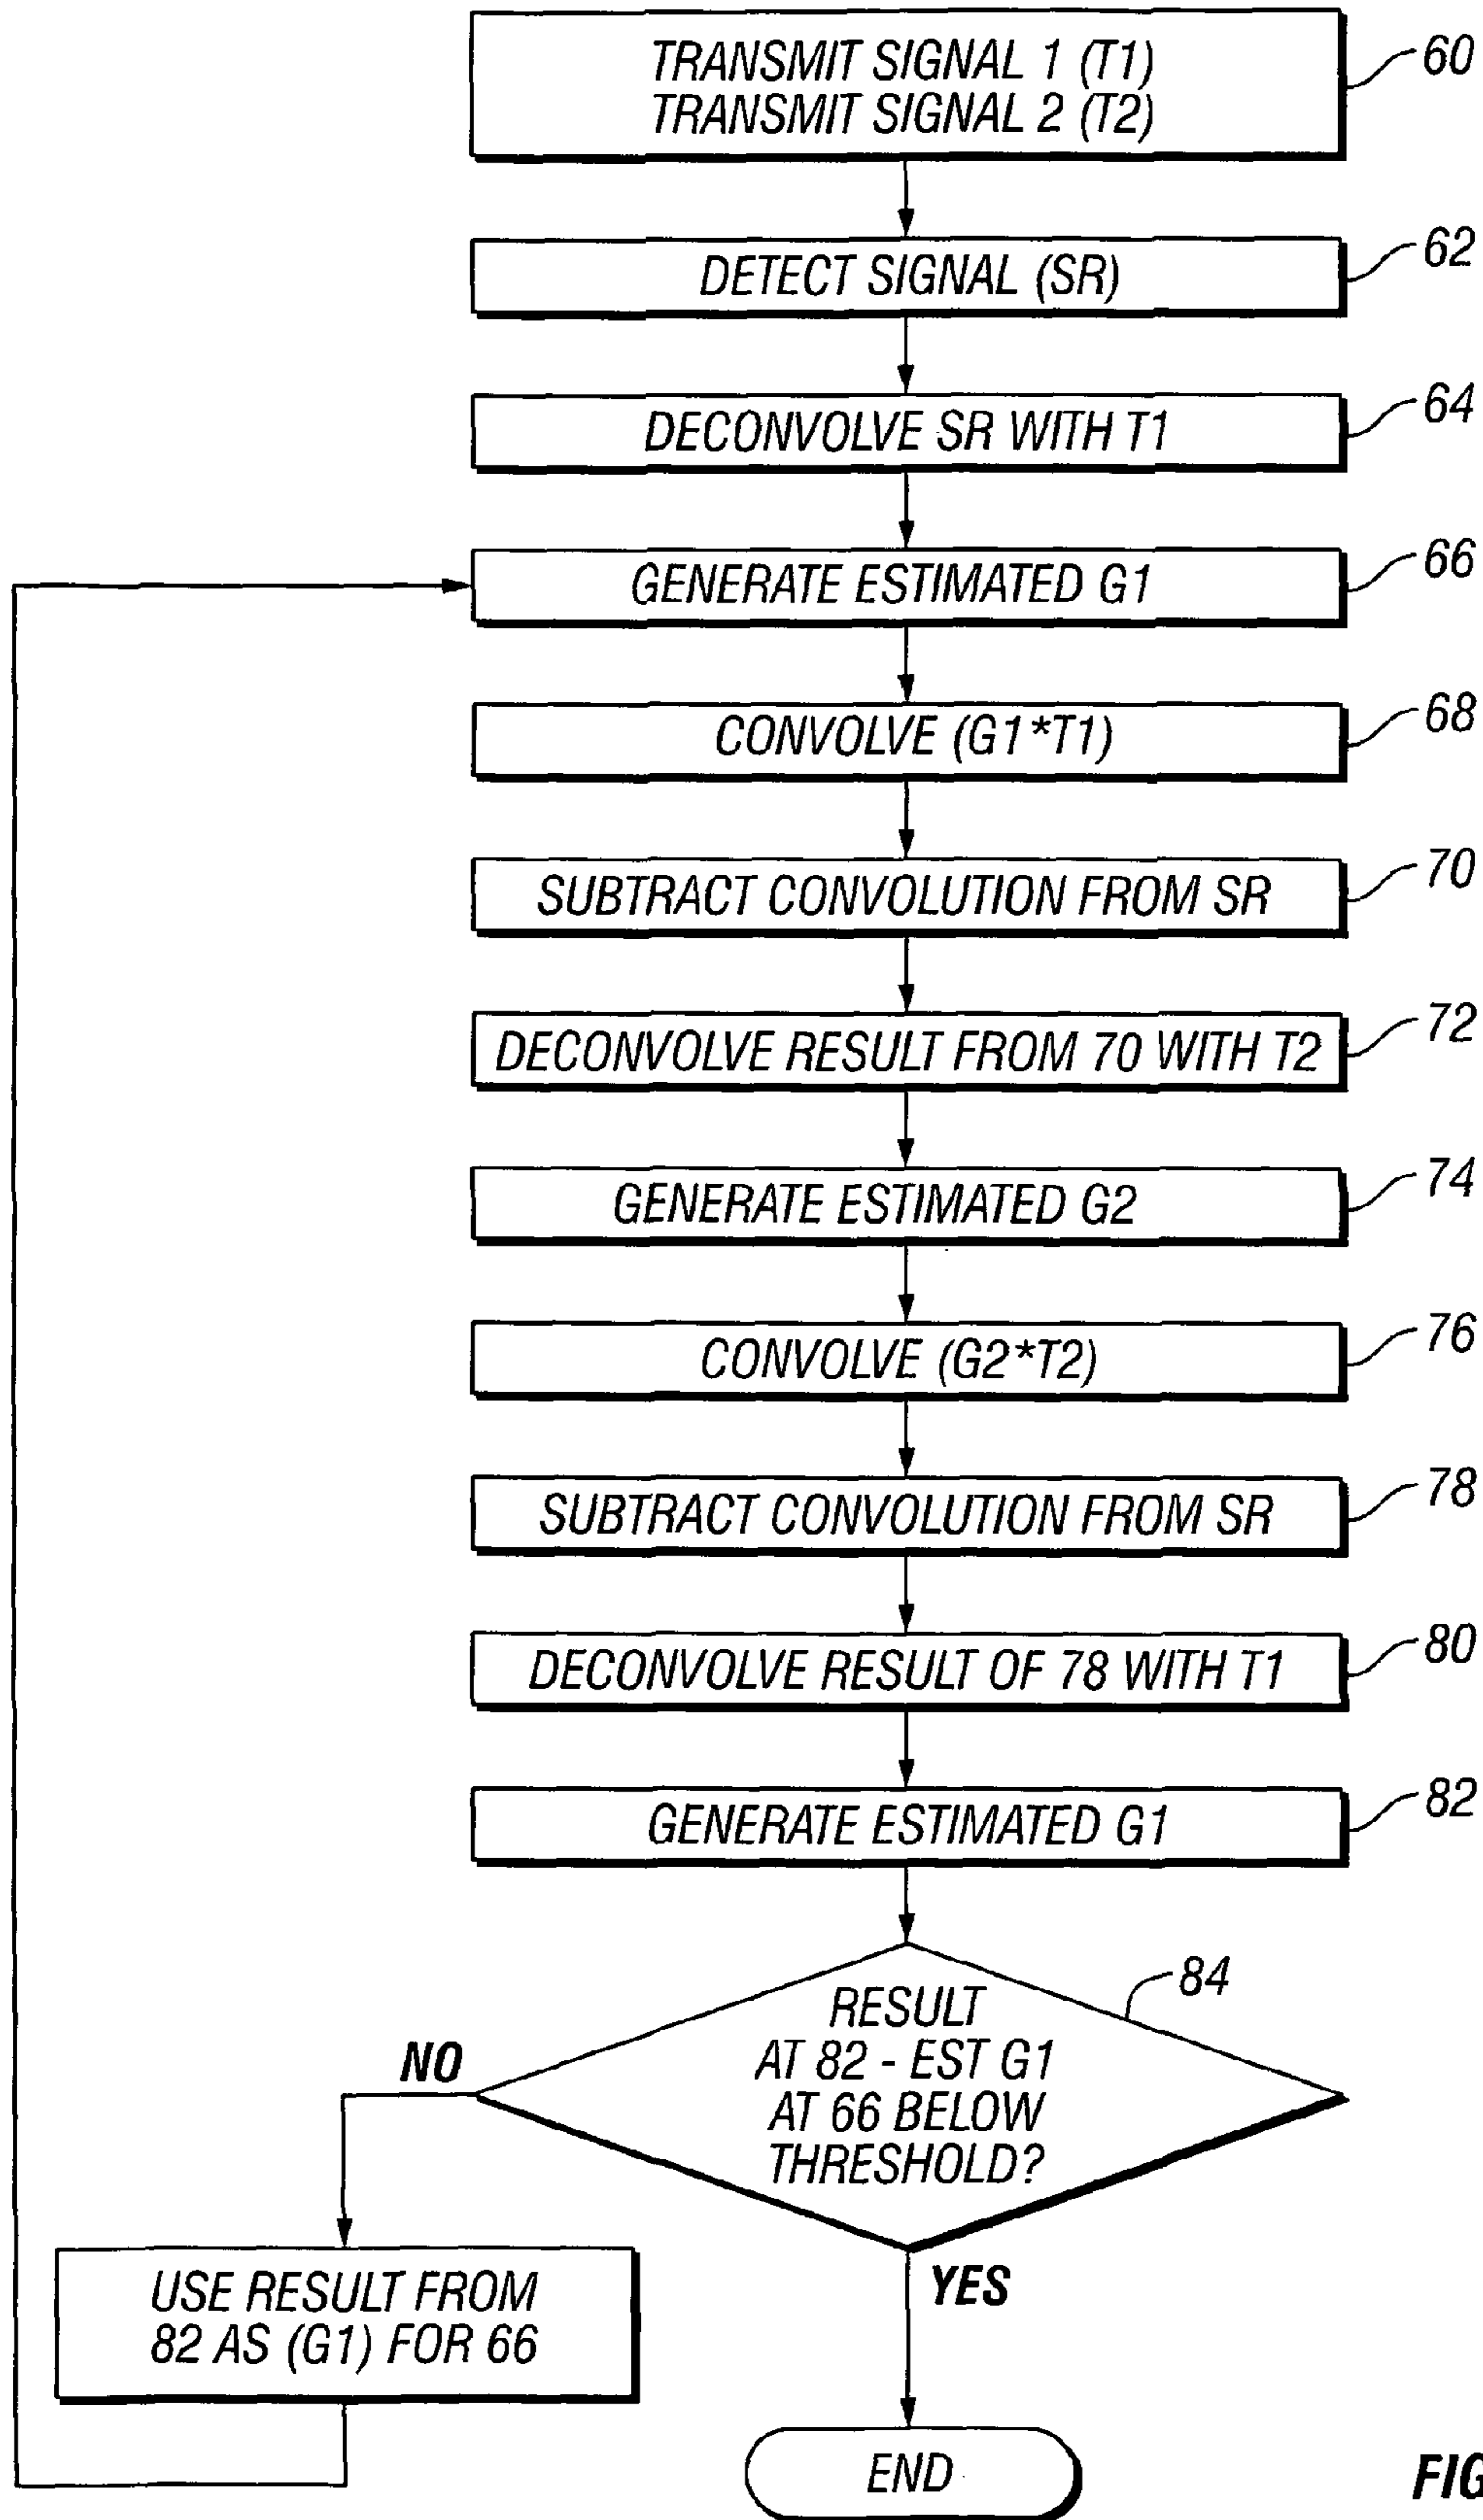 TRANSMIT SIGNAL 1 (T1)
TRANSMIT SIGNAL 2 (T2)
60
DETECT SIGNAL (SR)
62
DECONVOLVE SR WITH T1
64
GENERATE ESTIMATED G1
66
CONVOLVE (G1*T1)
68
SUBTRACT CONVOLUTION FROM SR
70
DECONVOLVE RESULT FROM 70 WITH T2
72
GENERATE ESTIMATED G2
74
CONVOLVE (G2*T2)
76
SUBTRACT CONVOLUTION FROM SR
78
DECONVOLVE RESULT OF 78 WITH T1
80
GENERATE ESTIMATED G1
82
84
RESULT
AT 82 - EST G1
AT 66 BELOW
THRESHOLD?
NO
YES
USE RESULT FROM
82 AS (G1) FOR 66
END
FIG